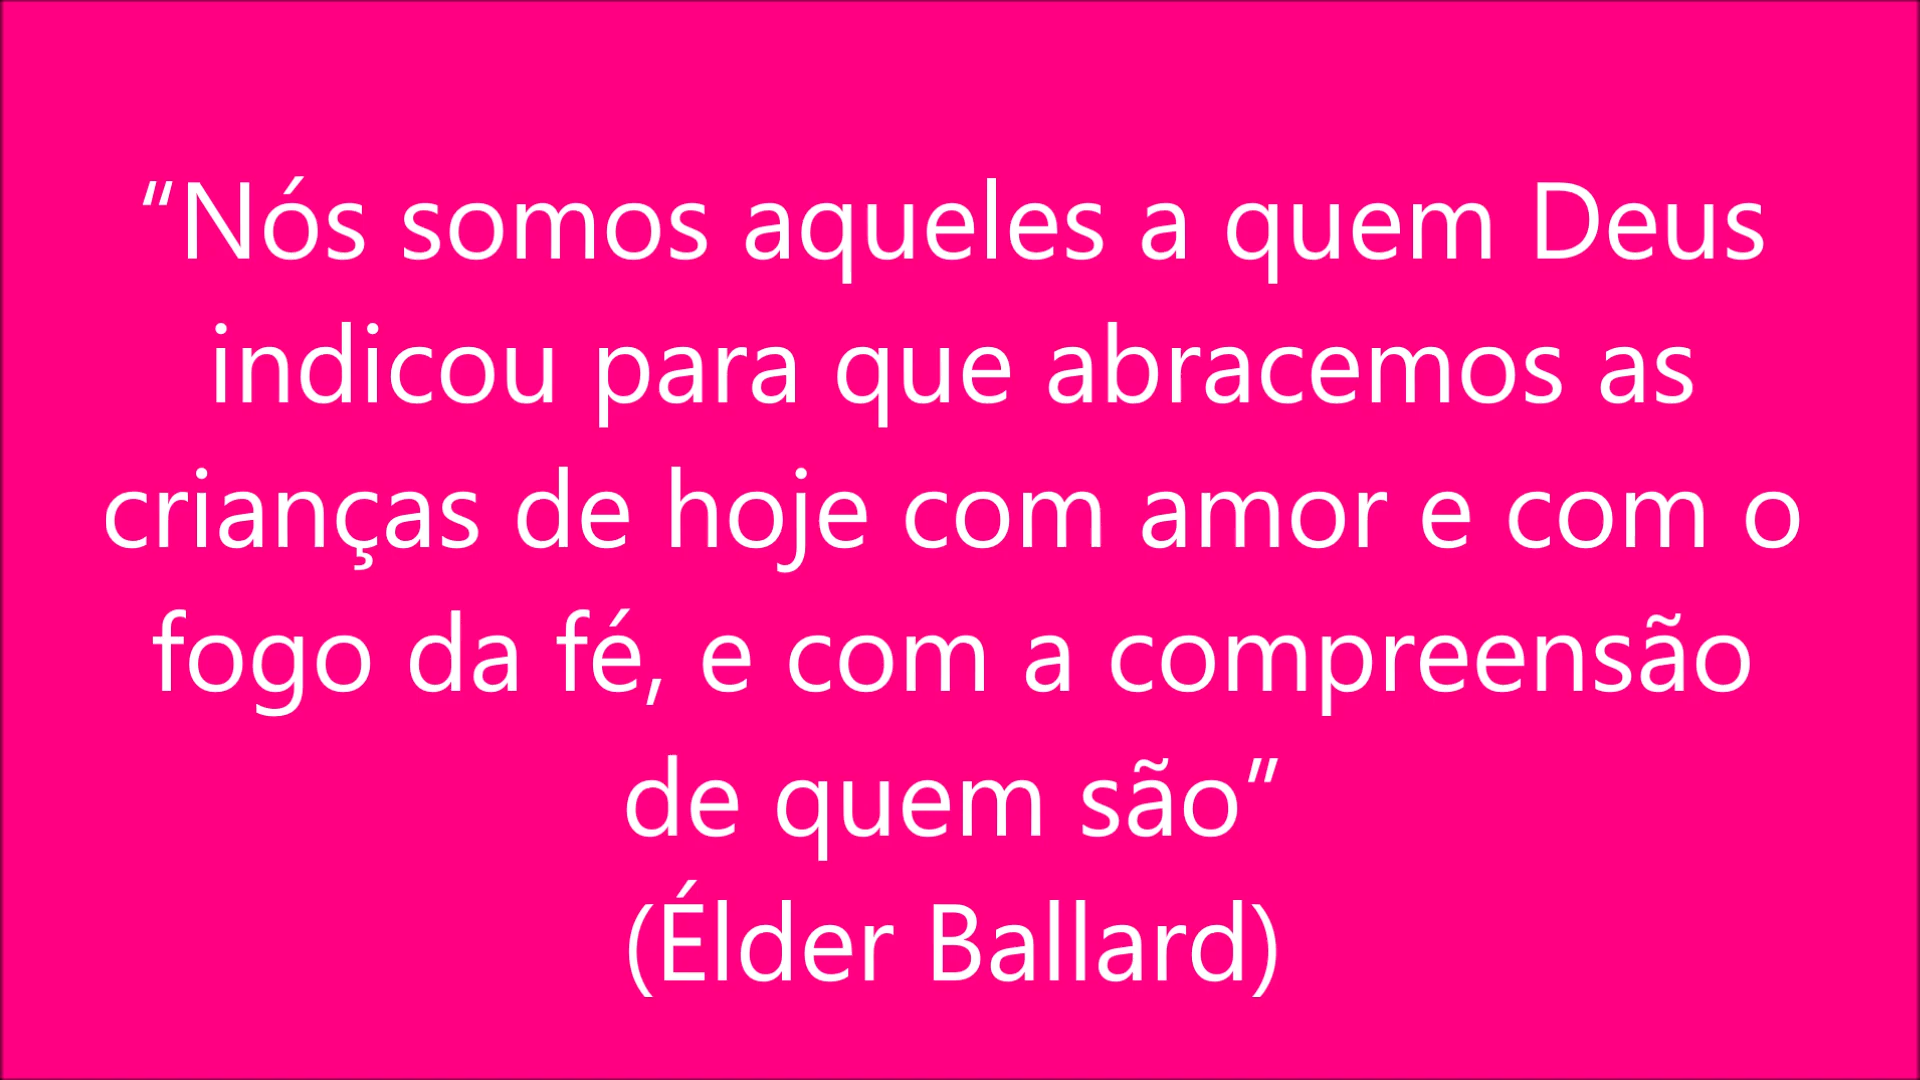 “Nós somos aqueles a quem Deus
indicou para que abracemos as
crianças de hoje com amor e com o
fogo da fé, e com a compreensão
de quem são”
(Élder Ballard)